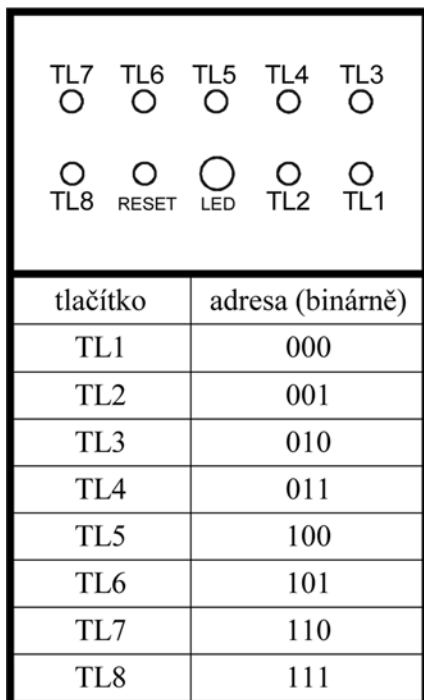 TL7 TL6 TL5 TL4 TL3
TL8 RESET LED TL2 TL1
tlačítko adresa (binárně)
TL1 000
TL2 001
TL3 010
TL4 011
TL5 100
TL6 101
TL7 110
TL8 111